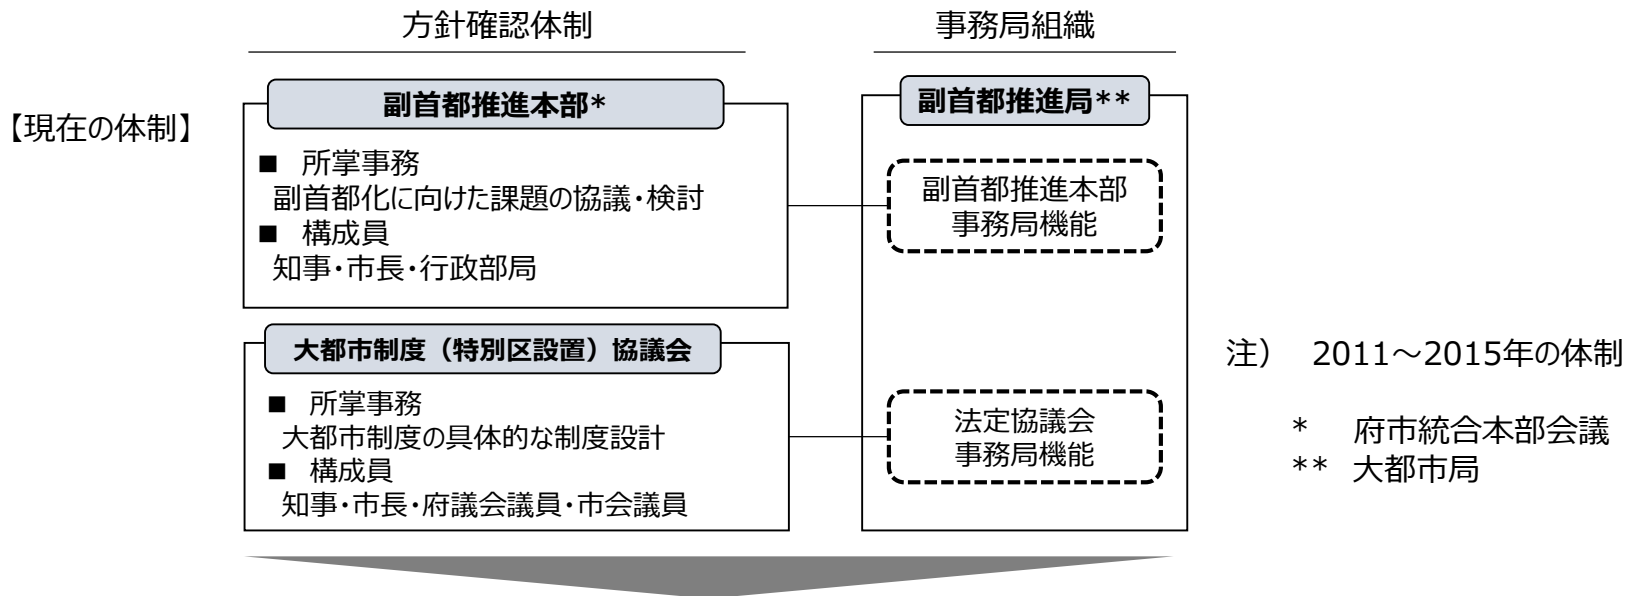 方針確認体制
事務局組織
【現在の体制】
副首都推進本部*
■ 所掌事務
副首都化に向けた課題の協議・検討
■ 構成員
知事・市長・行政部局
副首都推進局**
副首都推進本部
事務局機能
大都市制度（特別区設置）協議会
■ 所掌事務
大都市制度の具体的な制度設計
■ 構成員
知事・市長・府議会議員・市会議員
法定協議会
事務局機能
注） 2011～2015年の体制
* 府市統合本部会議
** 大都市局